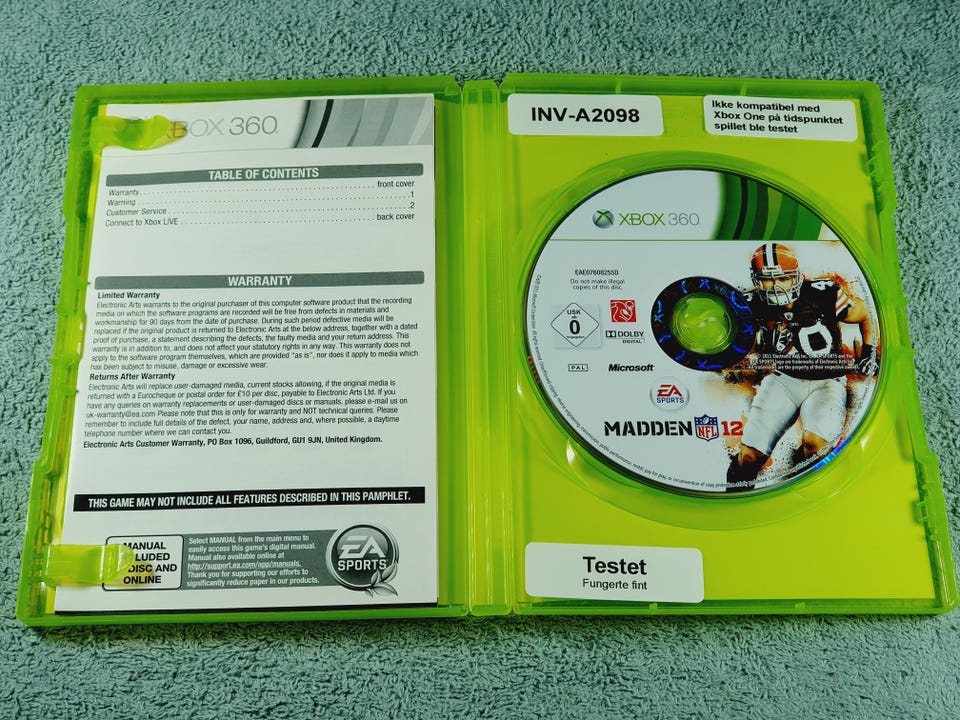 XBOX 360
TABLE OF CONTENTS
Warranty. . . . . . . . . . . . . . . . . . . . . . . . . . . . . . . . . . . front cover
Warning . . . . . . . . . . . . . . . . . . . . . . . . . . . . . . . . . . . .1
Customer Service . . . . . . . . . . . . . . . . . . . . . . . . . . . . . . .2
Connect to Xbox LIVE . . . . . . . . . . . . . . . . . . . . . . . . . back cover
WARRANTY
Limited Warranty
Electronic Arts warrants to the original purchaser of this computer software product that the recording
media on which the software programs are recorded will be free from defects in materials and
workmanship for 90 days from the date of purchase. During such period defective media will be
replaced if the original product is returned to Electronic Arts at the below address, together with a dated
proof of purchase, a statement describing the defects, the faulty media and your return address. This
warranty is in addition to, and does not affect your statutory rights in any way. This warranty does not
apply to the software program themselves, which are provided "as is", nor does it apply to media which
has been subject to misuse, damage or excessive wear.
Returns After Warranty
Electronic Arts will replace user-damaged media, current stocks allowing, if the original media is
returned with a Eurocheque or postal order for £10 per disc, payable to Electronic Arts Ltd. If you
have any queries on warranty replacements or user-damaged discs or manuals, please e-mail us on
uk-warranty@ea.com Please note that this is only for warranty and NOT technical queries. Please
remember to include full details of the defect, your name, address and, where possible, a daytime
telephone number where we can contact you.
Electronic Arts Customer Warranty, PO Box 1096, Guildford, GU1 9JN, United Kingdom.
THIS GAME MAY NOT INCLUDE ALL FEATURES DESCRIBED IN THIS PAMPHLET.
MANUAL
INCLUDED
ON DISC AND
ONLINE
Select MANUAL from the main menu to
easily access this game's digital manual.
Manual also available online at
http://support.ea.com/app/manuals.
Thank you for supporting our efforts to
significantly reduce paper in our products.
EA
SPORTS
INV-A2098
Ikke kompatibel med
Xbox One på tidspunktet
spillet ble testet
XBOX 360
EAE07608255D
Do not make illegal
copies of this disc.
USK
0
DOLBY
DIGITAL
PAL
Microsoft
EA
SPORTS
MADDEN NFL 12
Testet
Fungerte fint